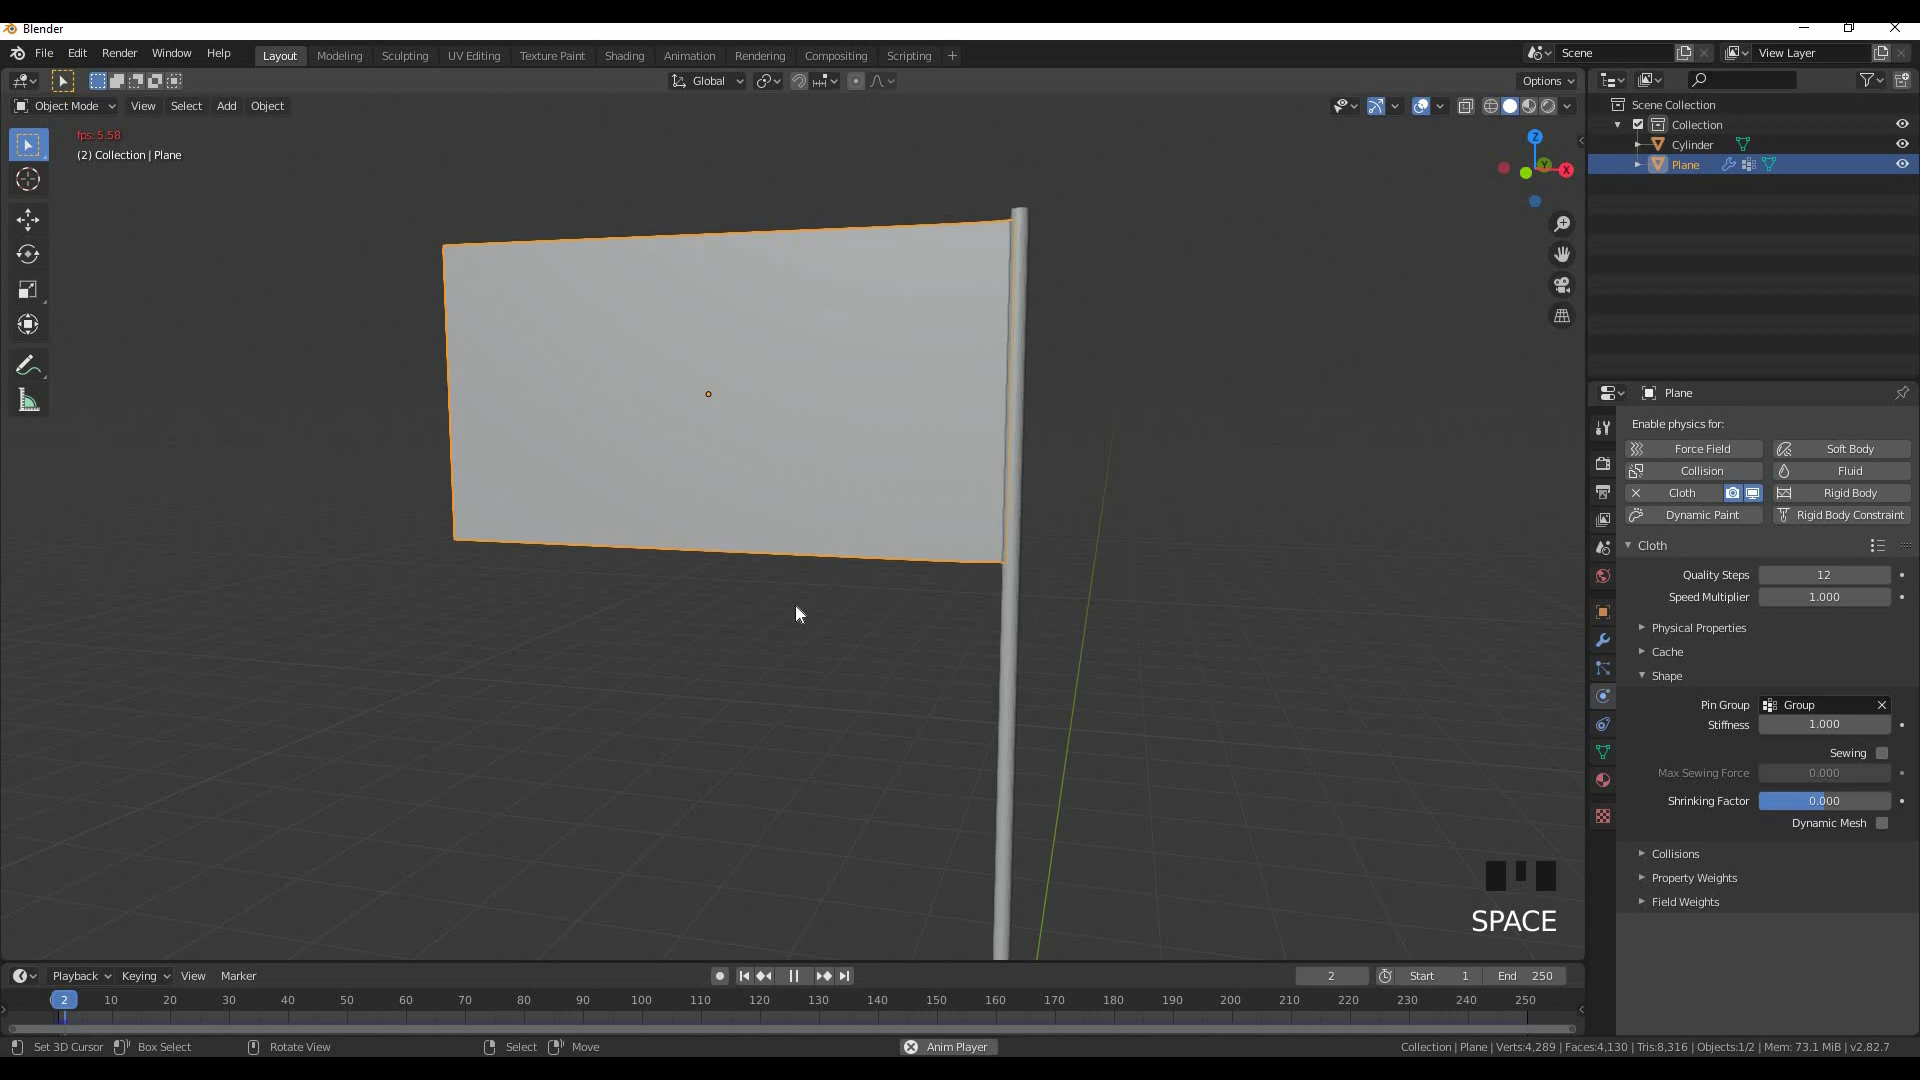 Blender
File Edit Render Window Help
Layout Modeling Sculpting UV Editing Texture Paint Shading Animation Rendering Compositing Scripting +
Scene
View Layer
Global
Options
Object Mode View Select Add Object
fps: 5.58
(2) Collection | Plane
Z
Y
X
Scene Collection
Collection
Cylinder
Plane
Plane
Enable physics for:
Force Field Soft Body
Collision Fluid
Cloth Rigid Body
Dynamic Paint Rigid Body Constraint
Cloth
Quality Steps 12
Speed Multiplier 1.000
Physical Properties
Cache
Shape
Pin Group Group
Stiffness 1.000
Sewing
Max Sewing Force 0.000
Shrinking Factor 0.000
Dynamic Mesh
Collisions
Property Weights
Field Weights
SPACE
Playback Keying View Marker
2 Start 1 End 250
2 10 20 30 40 50 60 70 80 90 100 110 120 130 140 150 160 170 180 190 200 210 220 230 240 250
Set 3D Cursor Box Select Rotate View Select Move Anim Player Collection | Plane | Verts:4,289 | Faces:4,130 | Tris:8,316 | Objects:1/2 | Mem: 73.1 MiB | v2.82.7